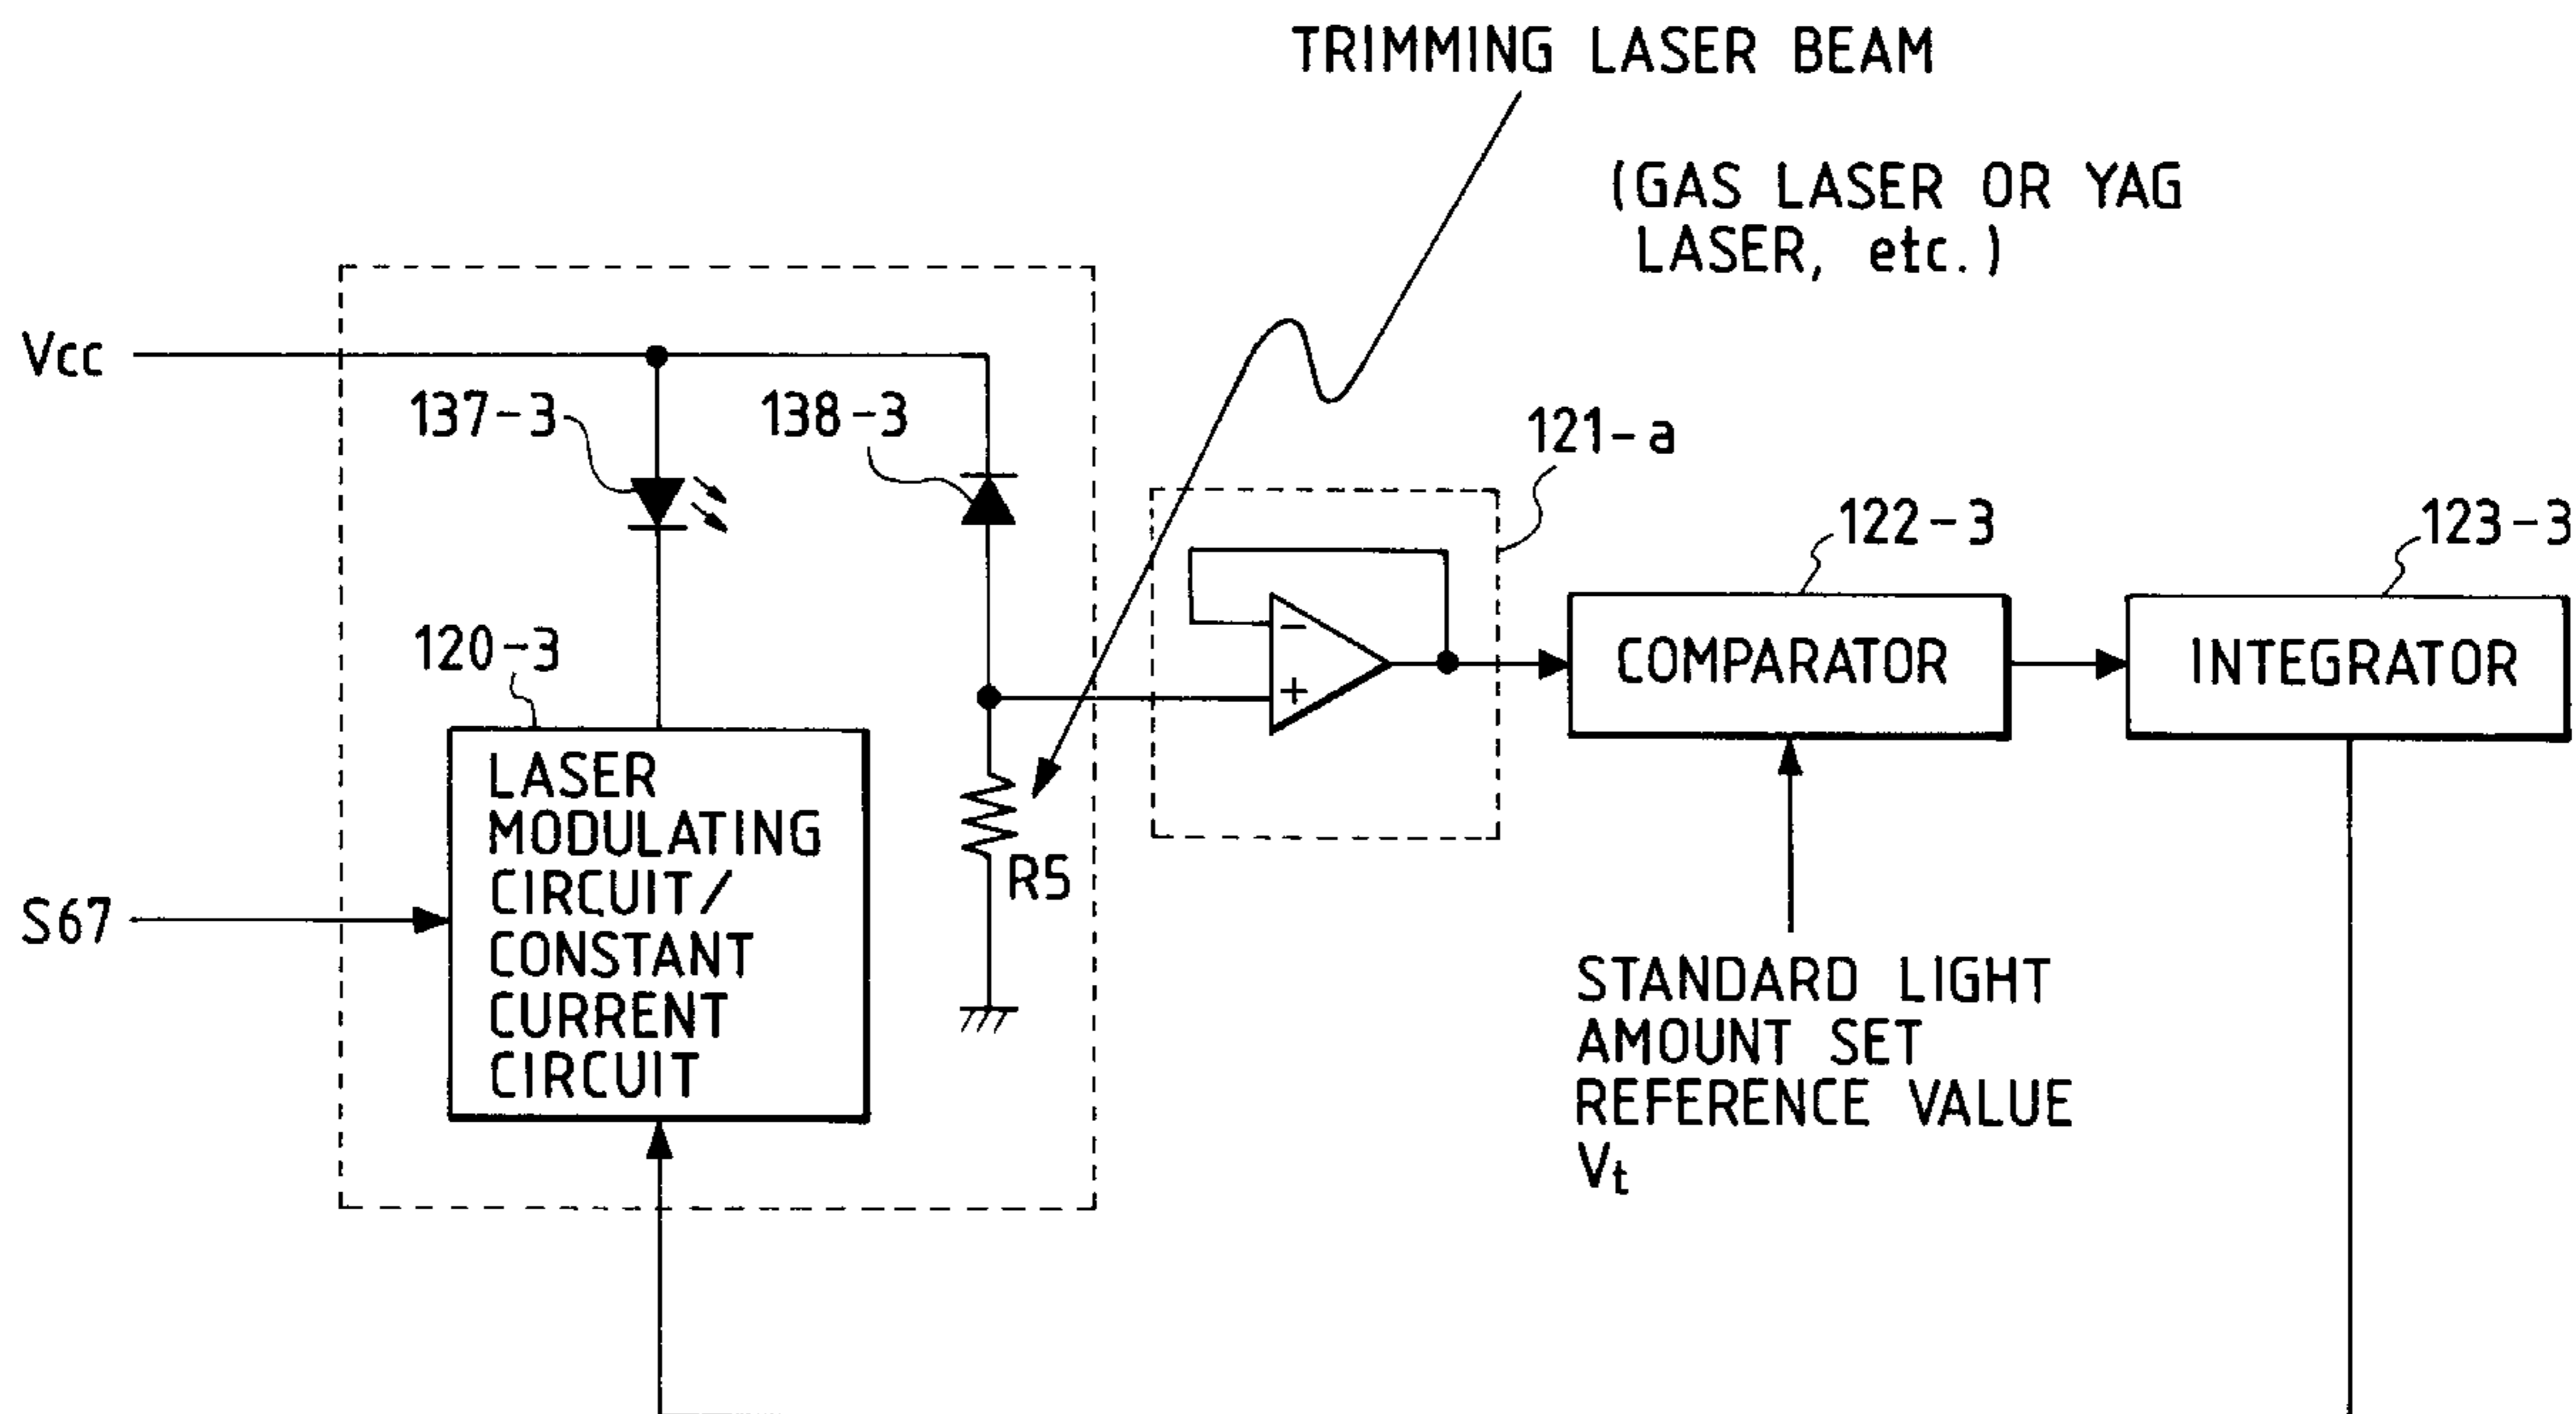 TRIMMING LASER BEAM
(GAS LASER OR YAG
LASER, etc.)
Vcc
137-3
138-3
121-a
122-3
123-3
120-3
−
+
COMPARATOR
INTEGRATOR
LASER
MODULATING
CIRCUIT/
CONSTANT
CURRENT
CIRCUIT
R5
S67
STANDARD LIGHT
AMOUNT SET
REFERENCE VALUE
Vt